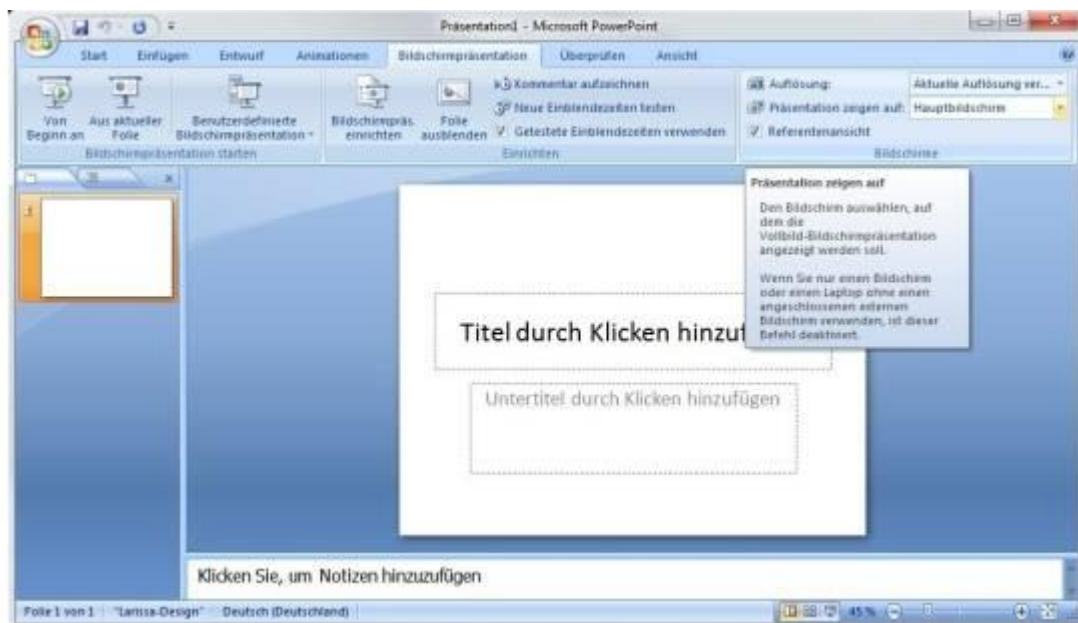 Präsentation1 - Microsoft PowerPoint
Start Einfügen Entwurf Animationen Bildschirmpräsentation Überprüfen Ansicht
Von Beginn an
Aus aktueller Folie
Benutzerdefinierte Bildschirmpräsentation
Bildschirmpräs. einrichten
Folie ausblenden
Kommentar aufzeichnen
Neue Einblendezeiten testen
Getestete Einblendezeiten verwenden
Auflösung: Aktuelle Auflösung ver...
Präsentation zeigen auf: Hauptbildschirm
Referentenansicht
Bildschirmpräsentation starten Einrichten Bildschirme
1
Präsentation zeigen auf
Den Bildschirm auswählen, auf
dem die
Vollbild-Bildschirmpräsentation
angezeigt werden soll.
Wenn Sie nur einen Bildschirm
oder einen Laptop ohne einen
angeschlossenen externen
Bildschirm verwenden, ist dieser
Befehl deaktiviert.
Titel durch Klicken hinzuf
Untertitel durch Klicken hinzufügen
Klicken Sie, um Notizen hinzuzufügen
Folie 1 von 1 "Larissa-Design" Deutsch (Deutschland) 45 %